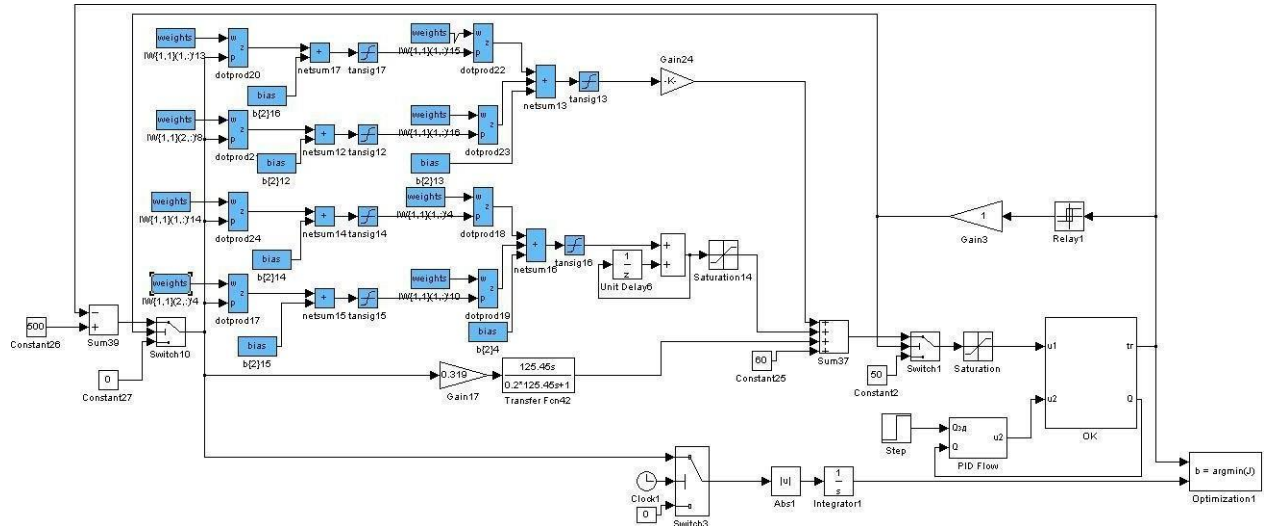 weights
IW{1,1}(1,:)'13
w
p
z
dotprod20
+
netsum17
tansig17
weights
IW{1,1}(1,:)'15
w
p
z
dotprod22
bias
b{2}16
+
netsum13
tansig13
Gain24
-K-
weights
IW{1,1}(2,:)'8
w
p
z
bias
b{2}12
+
netsum12
tansig12
weights
IW{1,1}(1,:)'16
w
p
z
dotprod23
bias
b{2}13
weights
IW{1,1}(1,:)'14
w
p
z
dotprod24
+
netsum14
tansig14
weights
IW{1,1}(1,:)'4
w
p
z
dotprod18
bias
b{2}14
+
netsum16
tansig16
1
z
Unit Delay6
+
+
Saturation14
1
Gain3
Relay1
weights
IW{1,1}(2,:)'4
w
p
z
dotprod17
+
netsum15
tansig15
weights
IW{1,1}(1,:)'10
w
p
z
dotprod19
bias
b{2}15
bias
b{2}4
500
Constant26
−
+
Sum39
Switch10
0
Constant27
0.319
Gain17
125.45s
0.2*125.45s+1
Transfer Fcn42
+
+
+
+
Sum37
60
Constant25
50
Constant2
Switch1
Saturation
u1
u2
tr
Q
OK
Step
Qзд
Q
u2
PID Flow
Clock1
0
Switch3
|u|
Abs1
1
s
Integrator1
b = argmin(J)
Optimization1